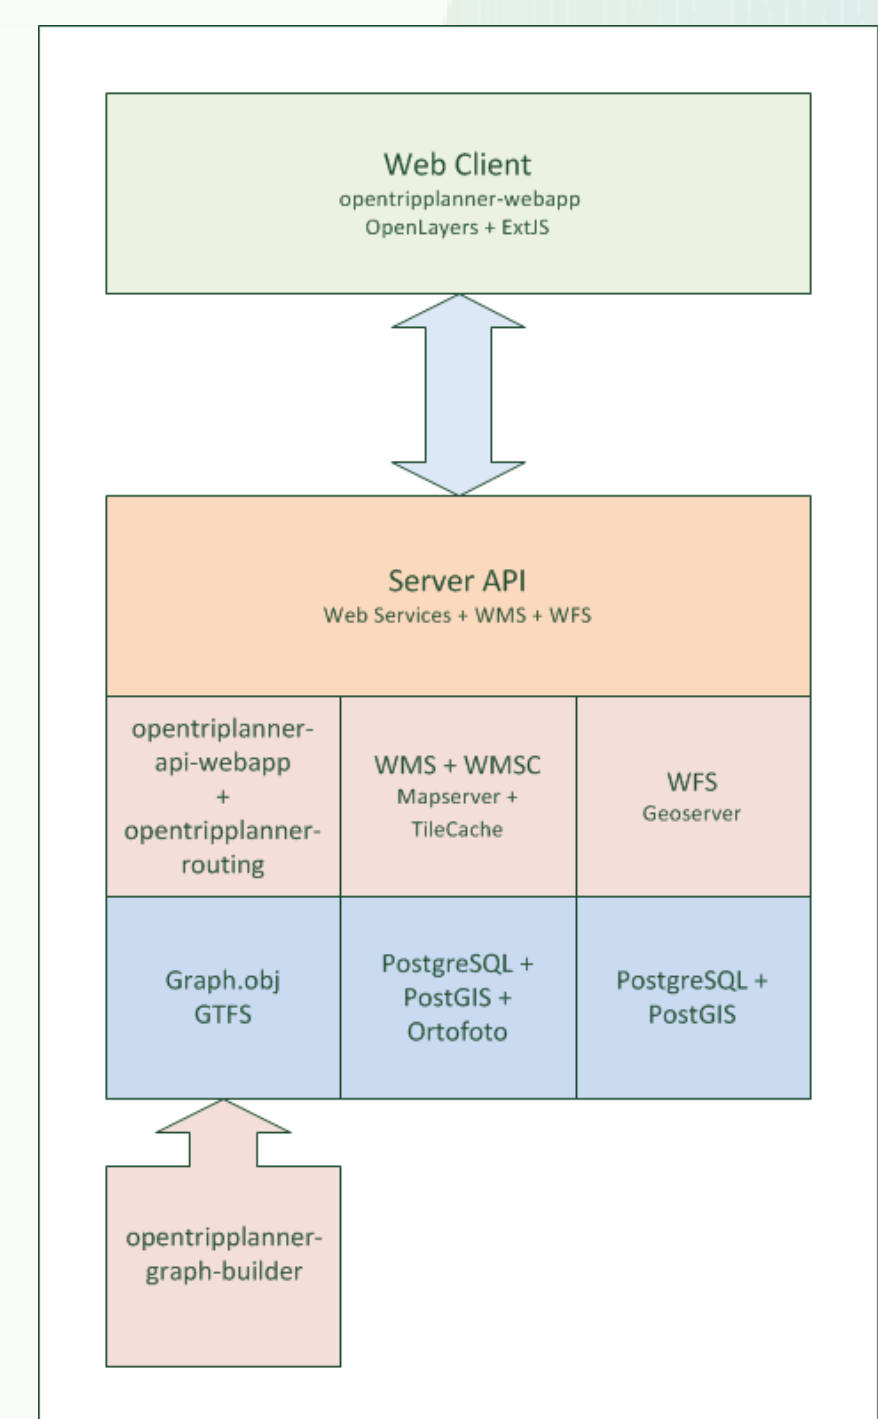 Web Client
opentripplanner-webapp
OpenLayers + ExtJS
Server API
Web Services + WMS + WFS
opentriplanner-
api-webapp
+
opentripplanner-
routing
WMS + WMSC
Mapserver +
TileCache
WFS
Geoserver
Graph.obj
GTFS
PostgreSQL +
PostGIS +
Ortofoto
PostgreSQL +
PostGIS
opentripplanner-
graph-builder